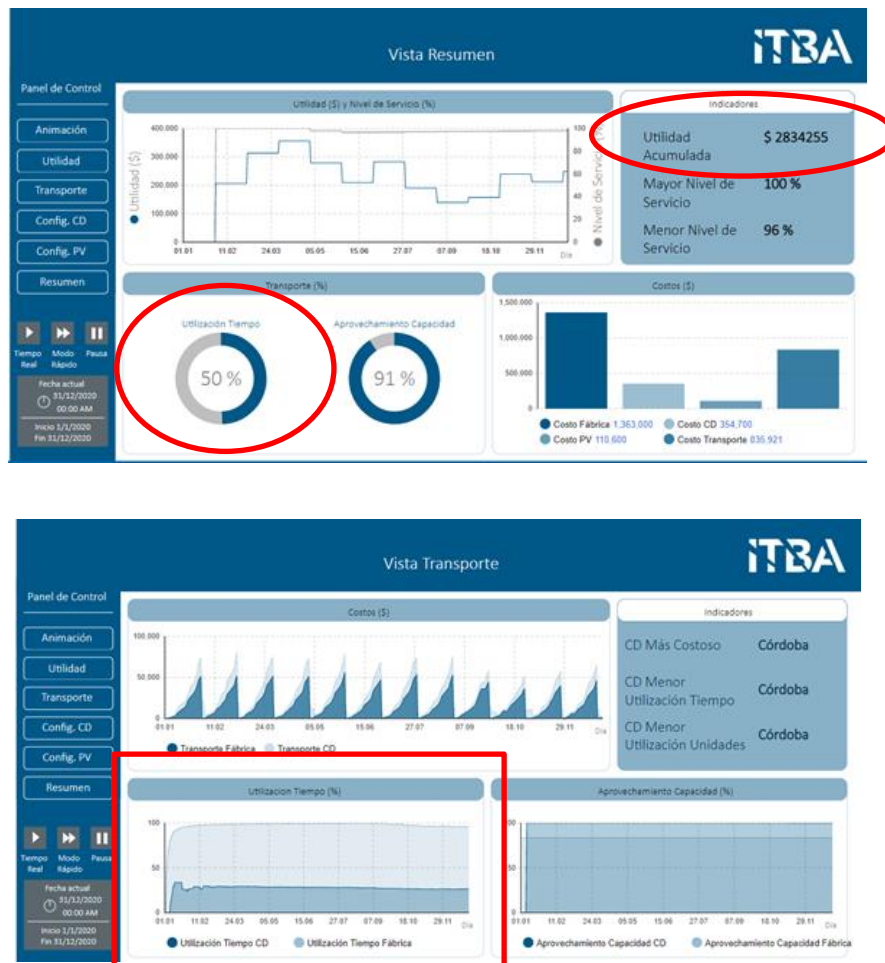 Vista Resumen
iTBA
Panel de Control
Animación
Utilidad
Transporte
Config. CD
Config. PV
Resumen
Tiempo Real
Modo Rápido
Pausa
Fecha actual
31/12/2020
00:00 AM
Inicio 1/1/2020
Fin 31/12/2020
Utilidad ($) y Nivel de Servicio (%)
Utilidad ($)
400.000
300.000
200.000
100.000
0
01.01 11.02 24.03 05.05 15.06 27.07 07.09 18.10 29.11
Día
100
80
60
40
20
0
Nivel de Servicio (%)
Indicadores
Utilidad Acumulada $ 2834255
Mayor Nivel de Servicio 100 %
Menor Nivel de Servicio 96 %
Transporte (%)
Utilización Tiempo
50 %
Aprovechamiento Capacidad
91 %
Costos ($)
1,500.000
1,000.000
500.000
0
Costo Fábrica 1,363,000 Costo CD 354,700
Costo PV 110,600 Costo Transporte 835,921
Vista Transporte
iTBA
Panel de Control
Animación
Utilidad
Transporte
Config. CD
Config. PV
Resumen
Tiempo Real
Modo Rápido
Pausa
Fecha actual
31/12/2020
00:00 AM
Inicio 1/1/2020
Fin 31/12/2020
Costos ($)
100.000
50.000
0
01.01 11.02 24.03 05.05 15.06 27.07 07.09 18.10 29.11
Día
Transporte Fábrica Transporte CD
Indicadores
CD Más Costoso Córdoba
CD Menor Utilización Tiempo Córdoba
CD Menor Utilización Unidades Córdoba
Utilizacion Tiempo (%)
100
50
0
01.01 11.02 24.03 05.05 15.06 27.07 07.09 18.10 29.11
Día
Utilización Tiempo CD Utilización Tiempo Fábrica
Aprovechamiento Capacidad (%)
100
50
0
01.01 11.02 24.03 05.05 15.06 27.07 07.09 18.10 29.11
Día
Aprovechamiento Capacidad CD Aprovechamiento Capacidad Fábrica